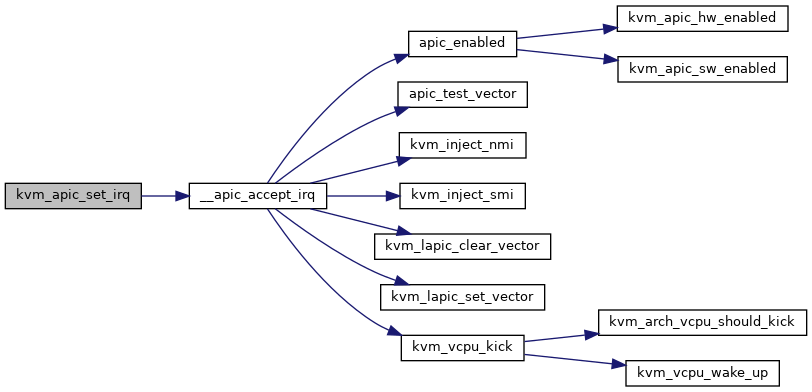 kvm_apic_set_irq
__apic_accept_irq
apic_enabled
kvm_apic_hw_enabled
kvm_apic_sw_enabled
apic_test_vector
kvm_inject_nmi
kvm_inject_smi
kvm_lapic_clear_vector
kvm_lapic_set_vector
kvm_vcpu_kick
kvm_arch_vcpu_should_kick
kvm_vcpu_wake_up